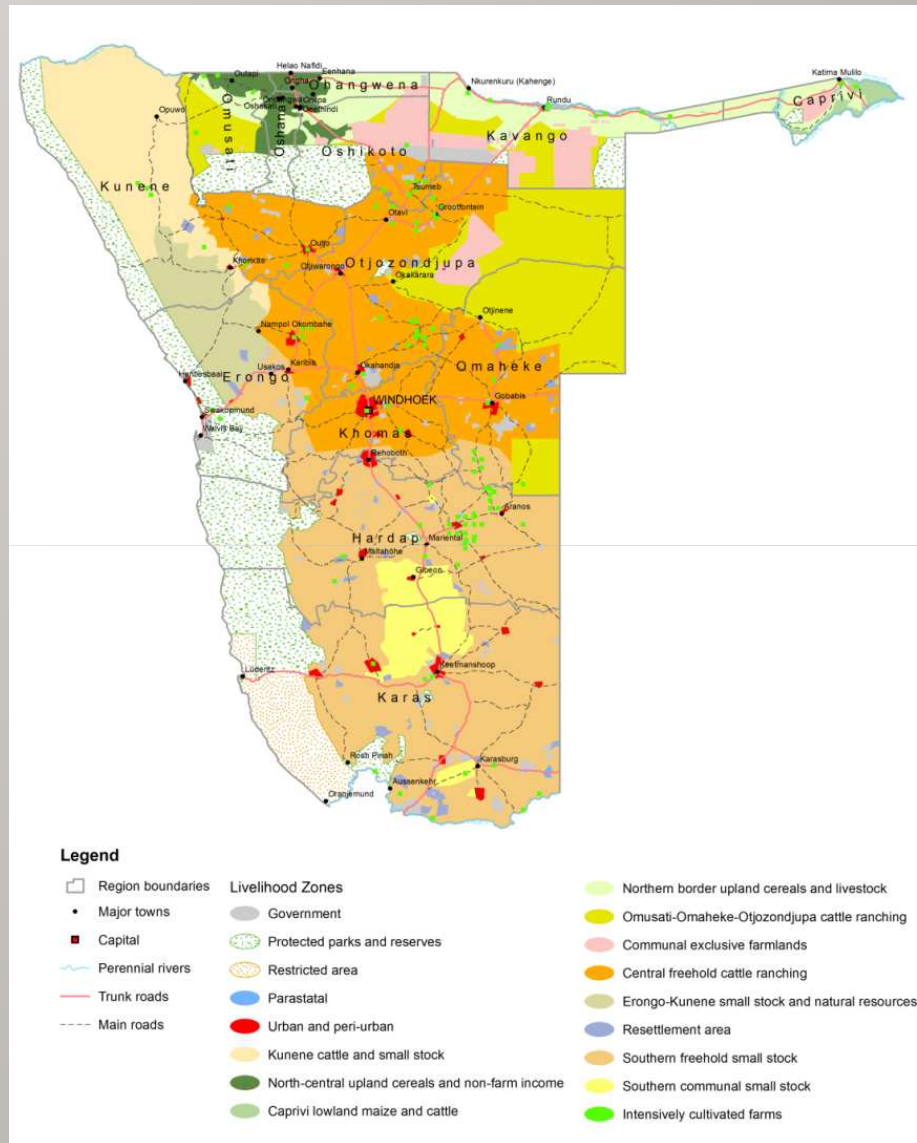 Helao Nafidi
Eenhana
Outapi
Ongha
Ohangwena
Nkurenkuru (Kahenge)
Katima Mulilo
Caprivi
Rundu
Opuwo
Omusati
Oshana
Oshikoto
Kavango
Kunene
Tsumeb
Grootfontein
Otavi
Outjo
Otjozondjupa
Khorixas
Otjiwarongo
Okakarara
Otjinene
Nampol Okombahe
Omaheke
Usakos
Karibib
Okahandja
Erongo
Hentiesbaai
WINDHOEK
Gobabis
Swakopmund
Walvis Bay
Khomas
Rehoboth
Aranos
Hardap
Mariental
Maltahöhe
Gibeon
Lüderitz
Keetmanshoop
Karas
Rosh Pinah
Karasburg
Aussenkehr
Oranjemund
Legend
Region boundaries
Major towns
Capital
Perennial rivers
Trunk roads
Main roads
Livelihood Zones
Government
Protected parks and reserves
Restricted area
Parastatal
Urban and peri-urban
Kunene cattle and small stock
North-central upland cereals and non-farm income
Caprivi lowland maize and cattle
Northern border upland cereals and livestock
Omusati-Omaheke-Otjozondjupa cattle ranching
Communal exclusive farmlands
Central freehold cattle ranching
Erongo-Kunene small stock and natural resources
Resettlement area
Southern freehold small stock
Southern communal small stock
Intensively cultivated farms